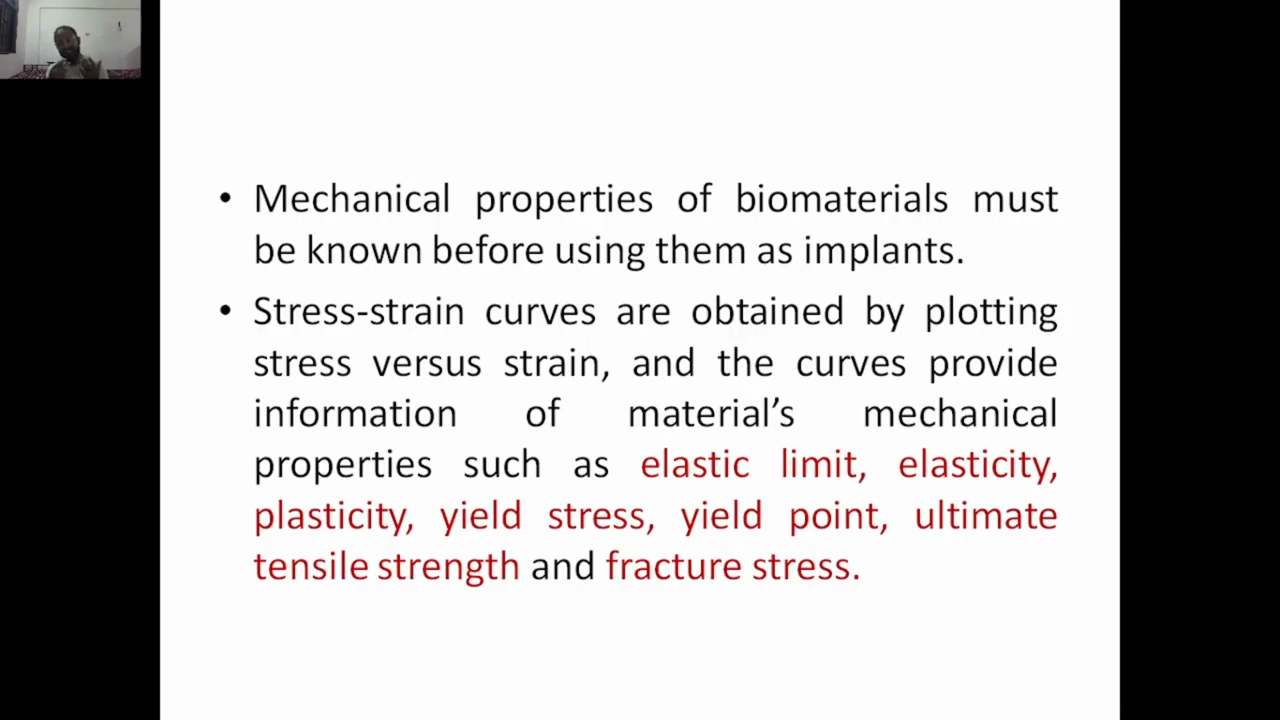 • Mechanical properties of biomaterials must
be known before using them as implants.
• Stress-strain curves are obtained by plotting
stress versus strain, and the curves provide
information of material’s mechanical
properties such as elastic limit, elasticity,
plasticity, yield stress, yield point, ultimate
tensile strength and fracture stress.